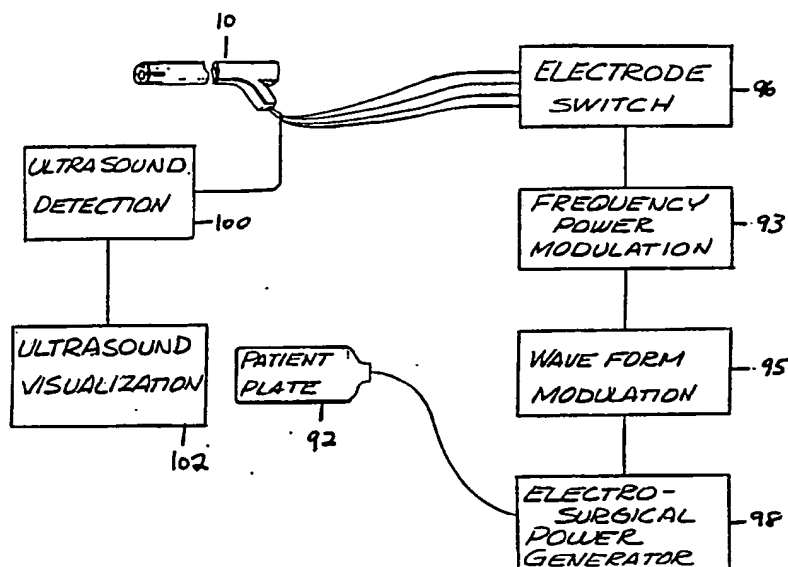 10
ELECTRODE
SWITCH
96
ULTRASOUND
DETECTION
100
FREQUENCY
POWER
MODULATION
93
ULTRASOUND
VISUALIZATION
102
PATIENT
PLATE
92
WAVE FORM
MODULATION
95
ELECTRO-
SURGICAL
POWER
GENERATOR
98